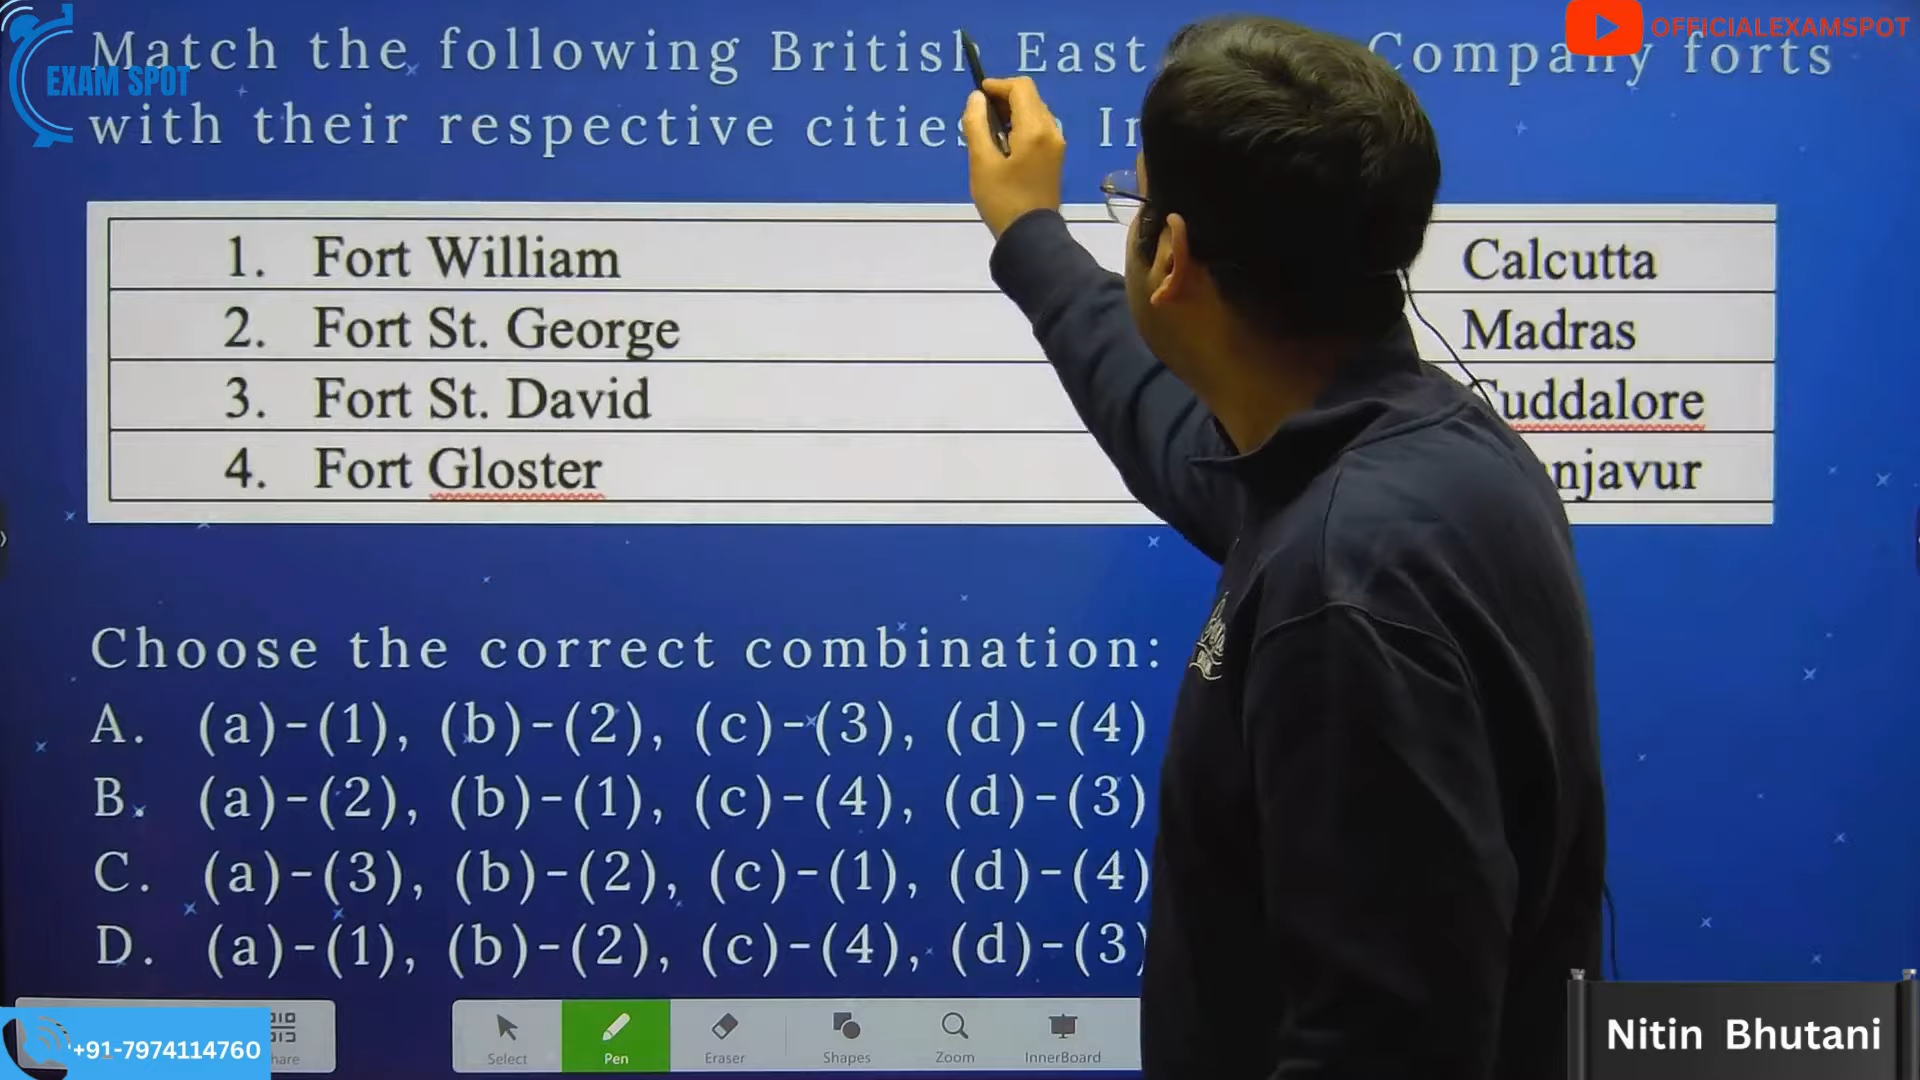 Match the following British East Company forts
with their respective cities
EXAM SPOT
OFFICIALEXAMSPOT
1. Fort William Calcutta
2. Fort St. George Madras
3. Fort St. David Cuddalore
4. Fort Gloster
Choose the correct combination:
A. (a)-(1), (b)-(2), (c)-(3), (d)-(4)
B. (a)-(2), (b)-(1), (c)-(4), (d)-(3)
C. (a)-(3), (b)-(2), (c)-(1), (d)-(4)
D. (a)-(1), (b)-(2), (c)-(4), (d)-(3)
Select Pen Eraser Shapes Zoom InnerBoard
+91-7974114760
Nitin Bhutani